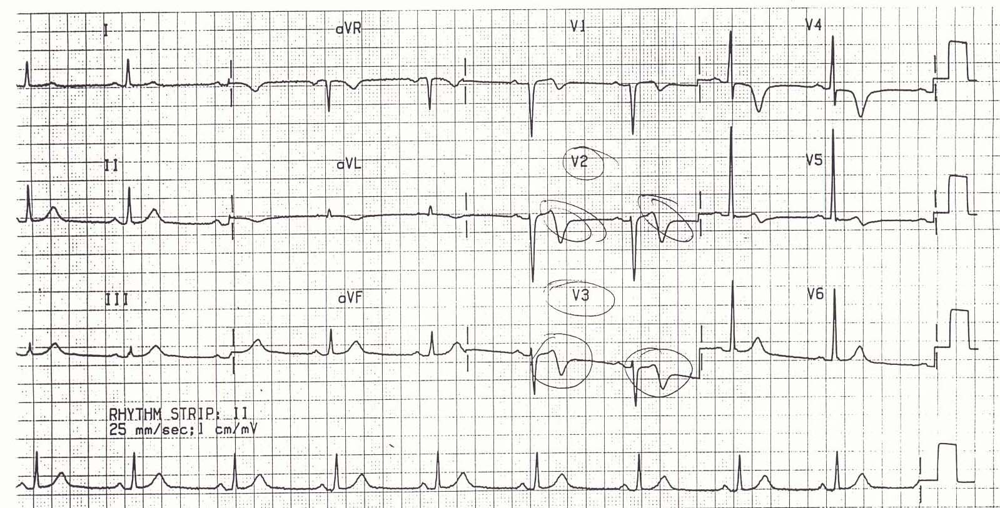 I aVR V1 V4
II aVL V2 V5
III aVF V3 V6
RHYTHM STRIP: II
25 mm/sec; 1 cm/mV